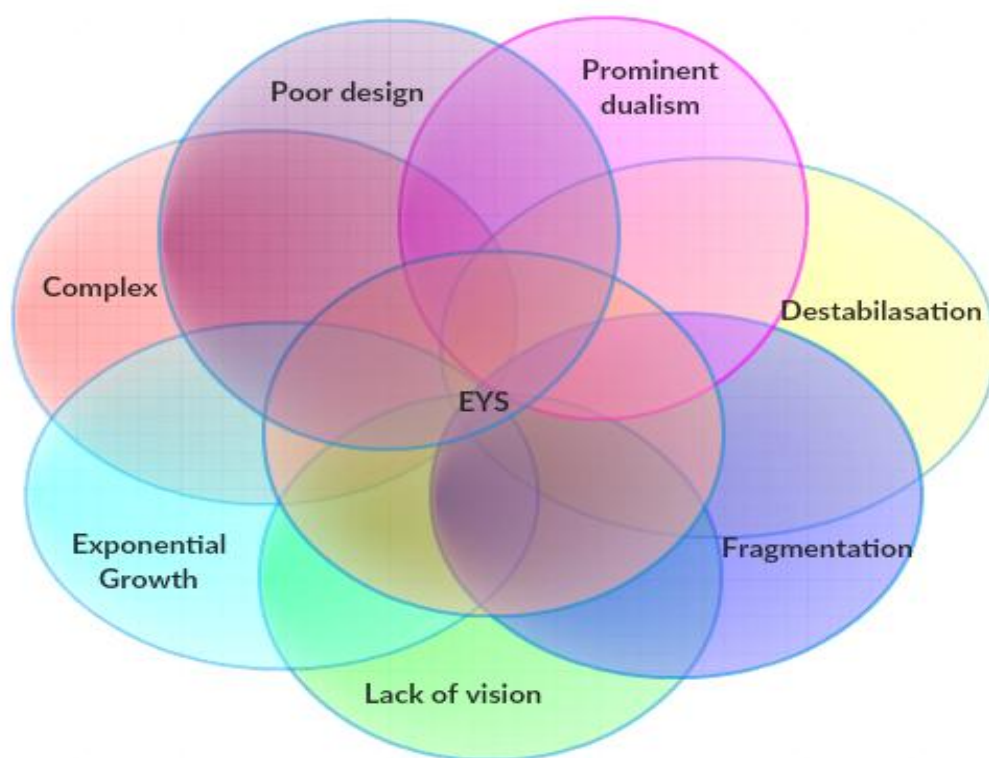 Poor design
Prominent
dualism
Complex
Destabilasation
EYS
Exponential
Growth
Fragmentation
Lack of vision